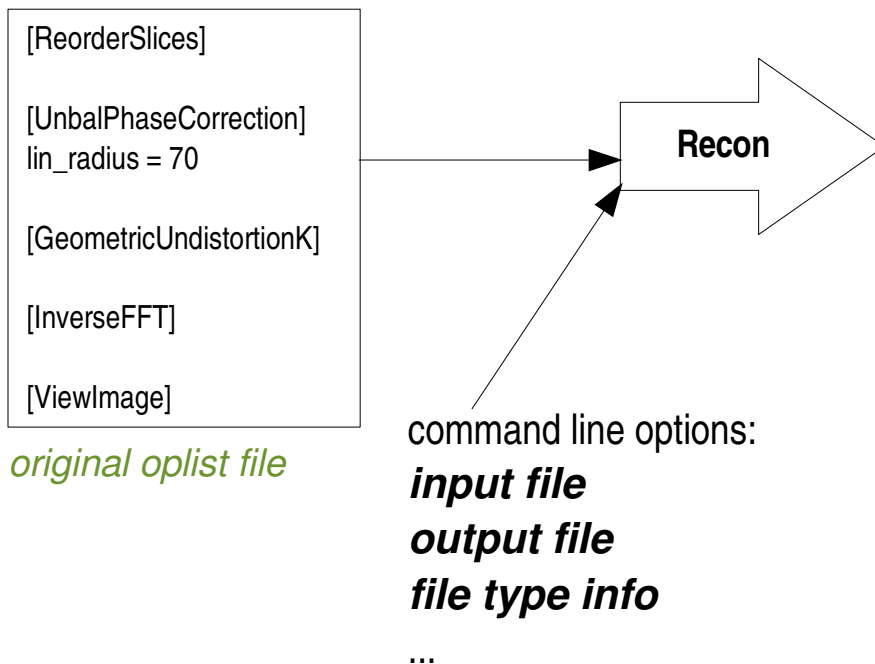 [ReorderSlices]
[UnbalPhaseCorrection]
lin_radius = 70
[GeometricUndistortionK]
[InverseFFT]
[ViewImage]
original oplist file
Recon
command line options:
input file
output file
file type info
...